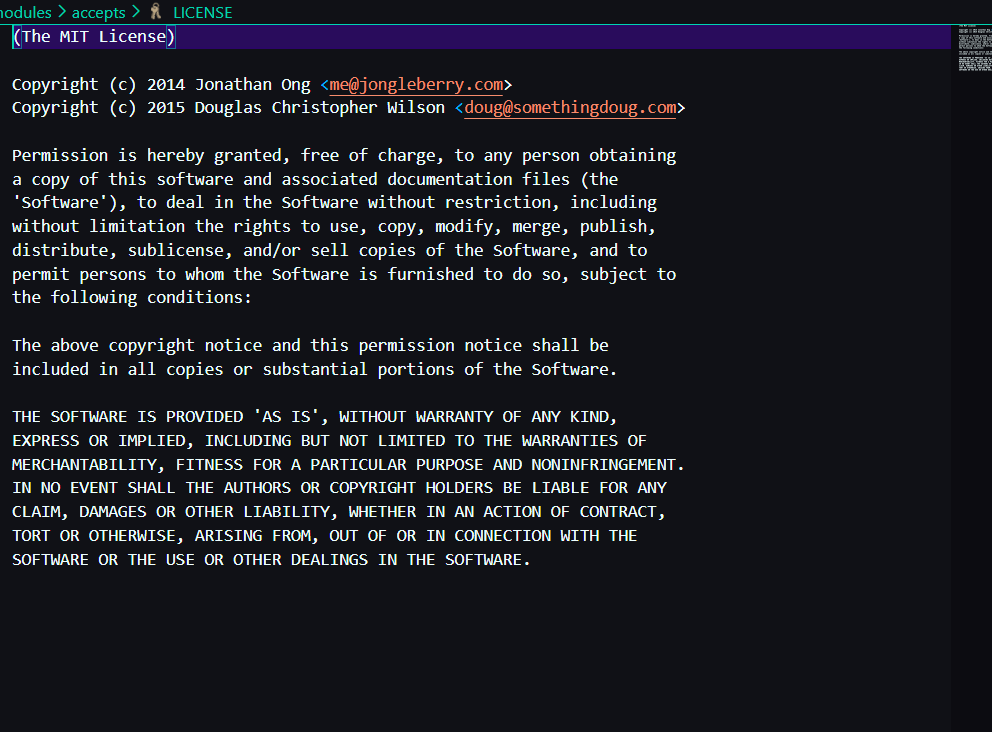 nodules > accepts > LICENSE
(The MIT License)
Copyright (c) 2014 Jonathan Ong <me@jongleberry.com>
Copyright (c) 2015 Douglas Christopher Wilson <doug@somethingdoug.com>
Permission is hereby granted, free of charge, to any person obtaining
a copy of this software and associated documentation files (the
'Software'), to deal in the Software without restriction, including
without limitation the rights to use, copy, modify, merge, publish,
distribute, sublicense, and/or sell copies of the Software, and to
permit persons to whom the Software is furnished to do so, subject to
the following conditions:
The above copyright notice and this permission notice shall be
included in all copies or substantial portions of the Software.
THE SOFTWARE IS PROVIDED 'AS IS', WITHOUT WARRANTY OF ANY KIND,
EXPRESS OR IMPLIED, INCLUDING BUT NOT LIMITED TO THE WARRANTIES OF
MERCHANTABILITY, FITNESS FOR A PARTICULAR PURPOSE AND NONINFRINGEMENT.
IN NO EVENT SHALL THE AUTHORS OR COPYRIGHT HOLDERS BE LIABLE FOR ANY
CLAIM, DAMAGES OR OTHER LIABILITY, WHETHER IN AN ACTION OF CONTRACT,
TORT OR OTHERWISE, ARISING FROM, OUT OF OR IN CONNECTION WITH THE
SOFTWARE OR THE USE OR OTHER DEALINGS IN THE SOFTWARE.